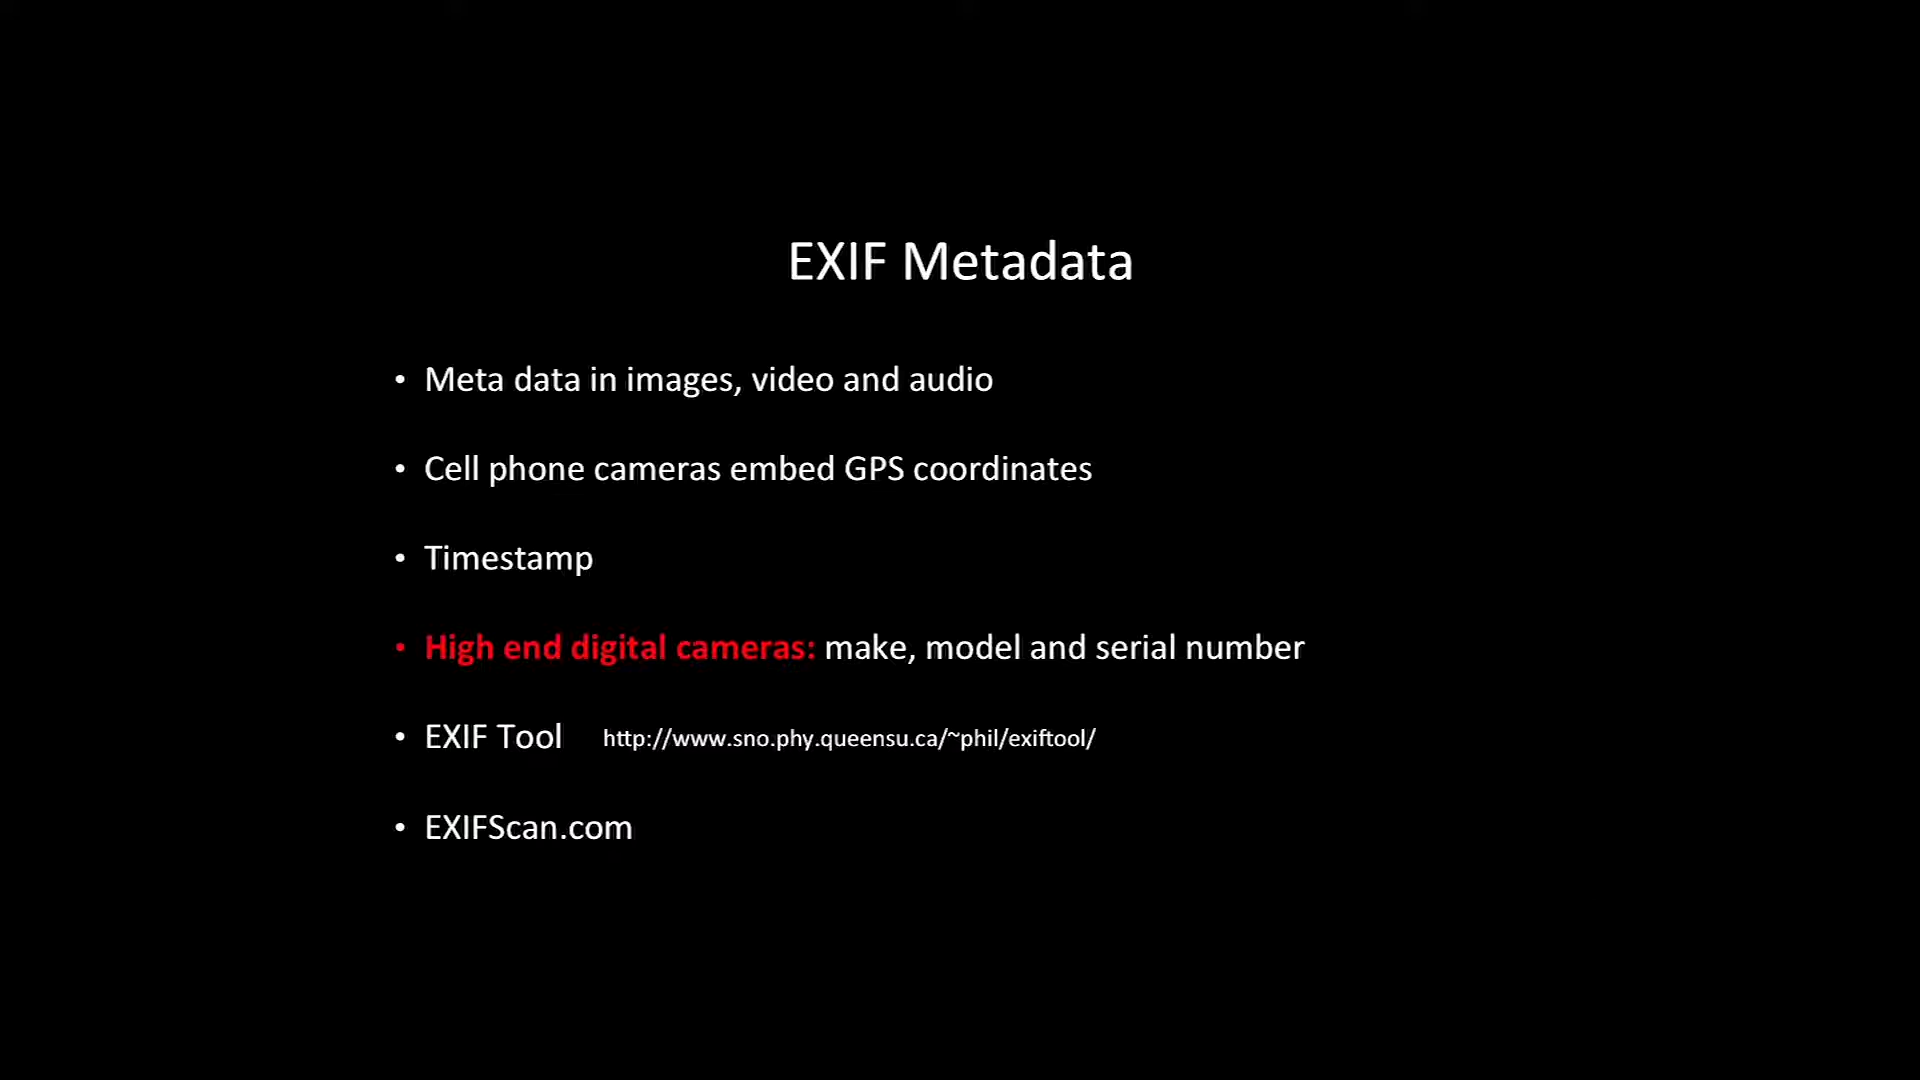 EXIF Metadata
• Meta data in images, video and audio
• Cell phone cameras embed GPS coordinates
• Timestamp
• High end digital cameras: make, model and serial number
• EXIF Tool http://www.sno.phy.queensu.ca/~phil/exiftool/
• EXIFScan.com